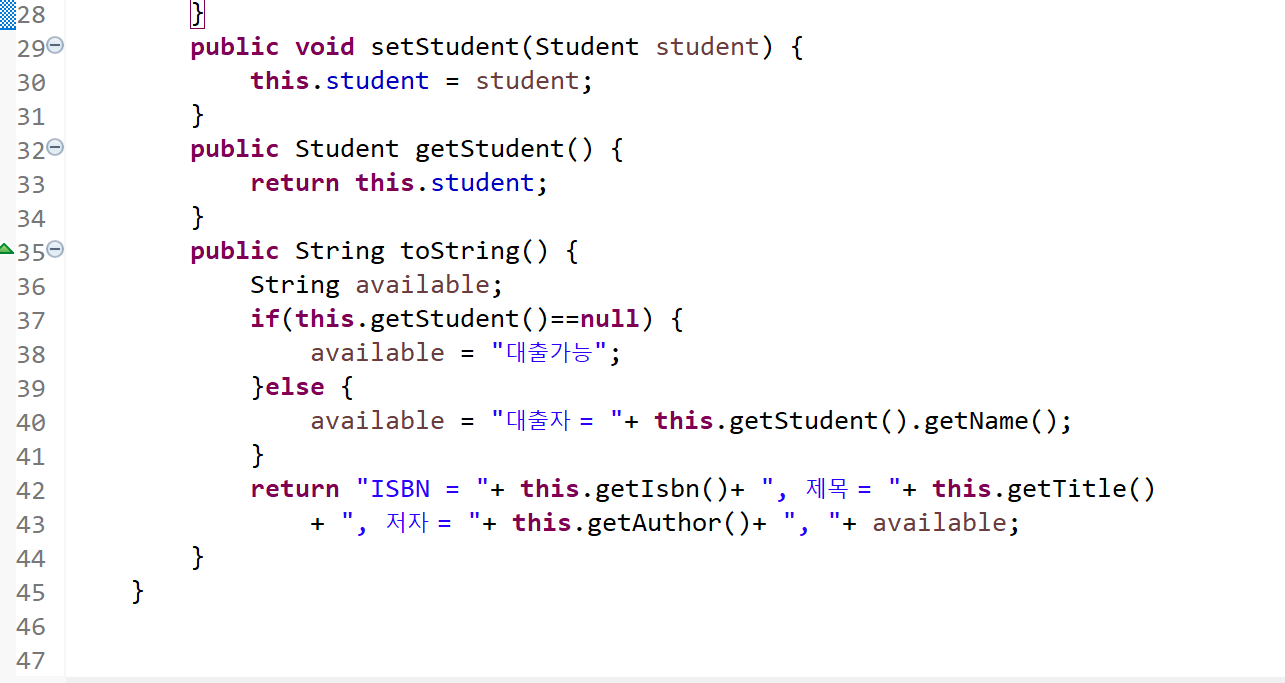 28 }
29 public void setStudent(Student student) {
30 this.student = student;
31 }
32 public Student getStudent() {
33 return this.student;
34 }
35 public String toString() {
36 String available;
37 if(this.getStudent()==null) {
38 available = "대출가능";
39 }else {
40 available = "대출자 = "+ this.getStudent().getName();
41 }
42 return "ISBN = "+ this.getIsbn()+ ", 제목 = "+ this.getTitle()
43 + ", 저자 = "+ this.getAuthor()+ ", "+ available;
44 }
45 }
46
47